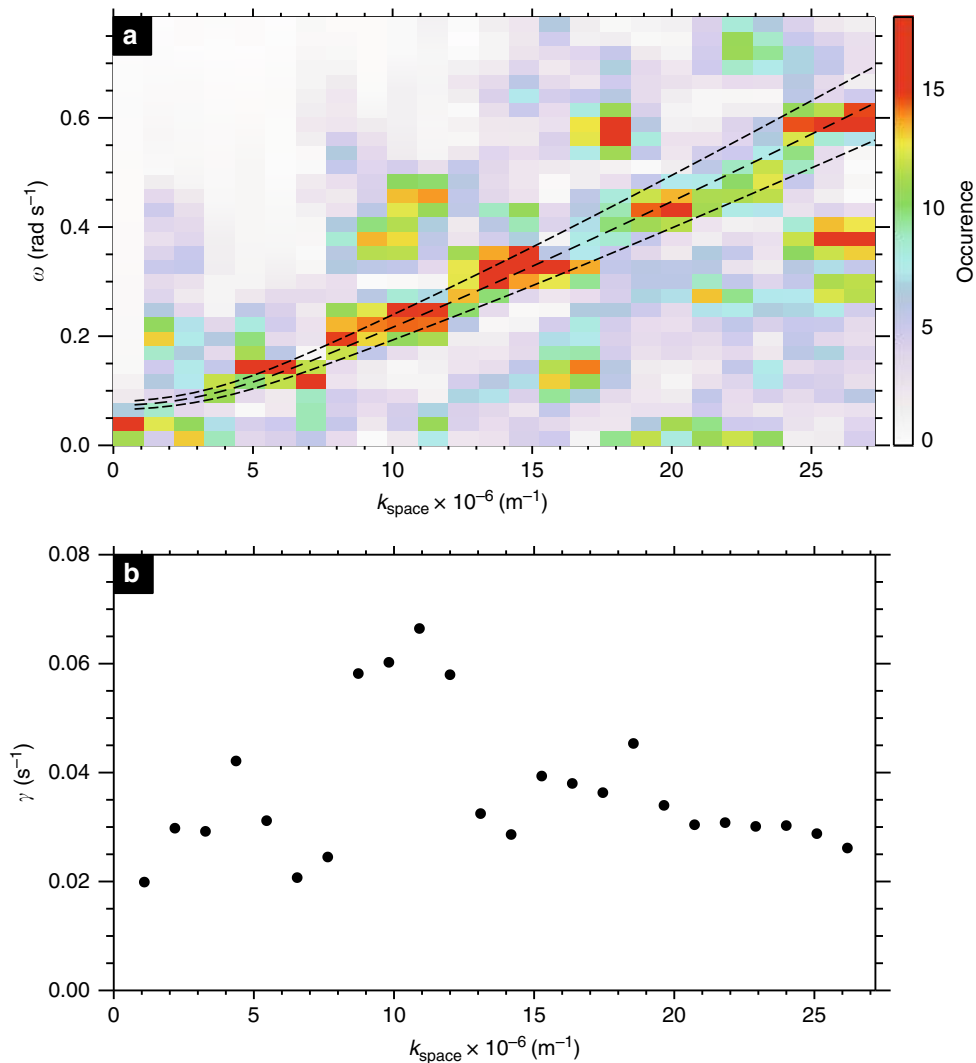 a
0.6
0.4
0.2
0.0
ω (rad s⁻¹)
0 5 10 15 20 25
k_space × 10⁻⁶ (m⁻¹)
15
10
5
0
Occurence
b
0.08
0.06
0.04
0.02
0.00
γ (s⁻¹)
0 5 10 15 20 25
k_space × 10⁻⁶ (m⁻¹)